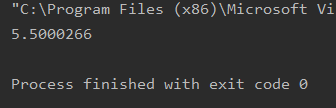 "C:\Program Files (x86)\Microsoft Vi
5.5000266
Process finished with exit code 0